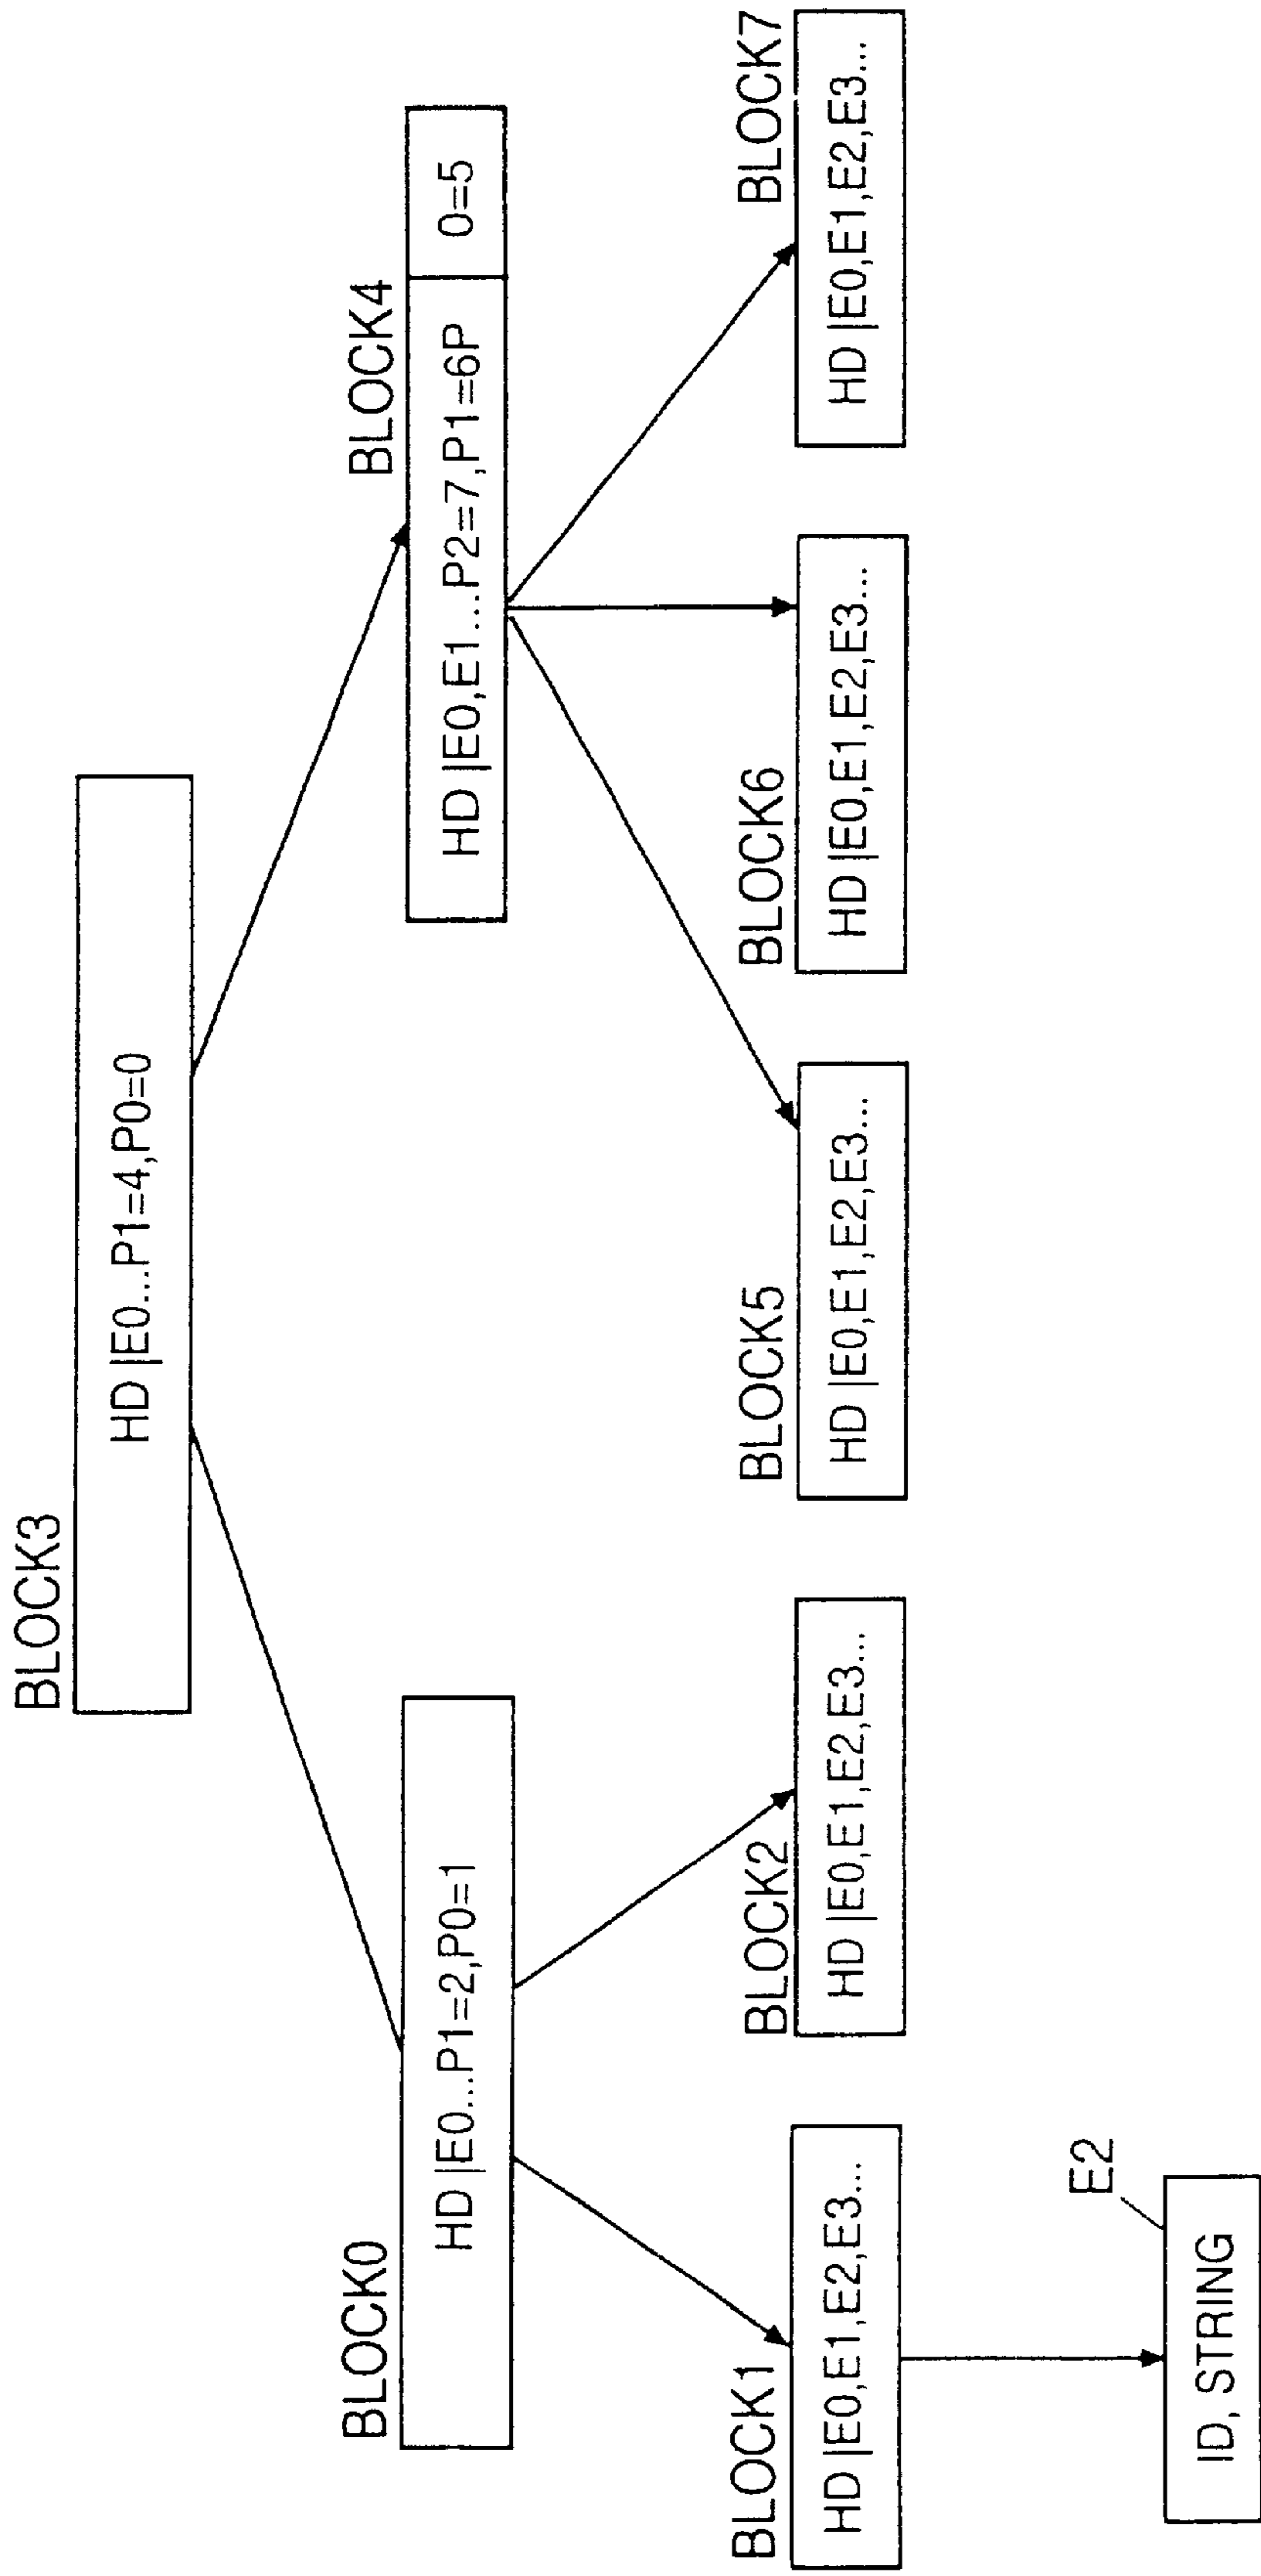 BLOCK3
HD |E0...P1=4,P0=0
BLOCK0
HD |E0...P1=2,P0=1
BLOCK4
HD |E0,E1....P2=7,P1=6P
0=5
BLOCK1
HD |E0,E1,E2,E3...
BLOCK2
HD |E0,E1,E2,E3...
BLOCK5
HD |E0,E1,E2,E3...
BLOCK6
HD |E0,E1,E2,E3...
BLOCK7
HD |E0,E1,E2,E3...
E2
ID, STRING